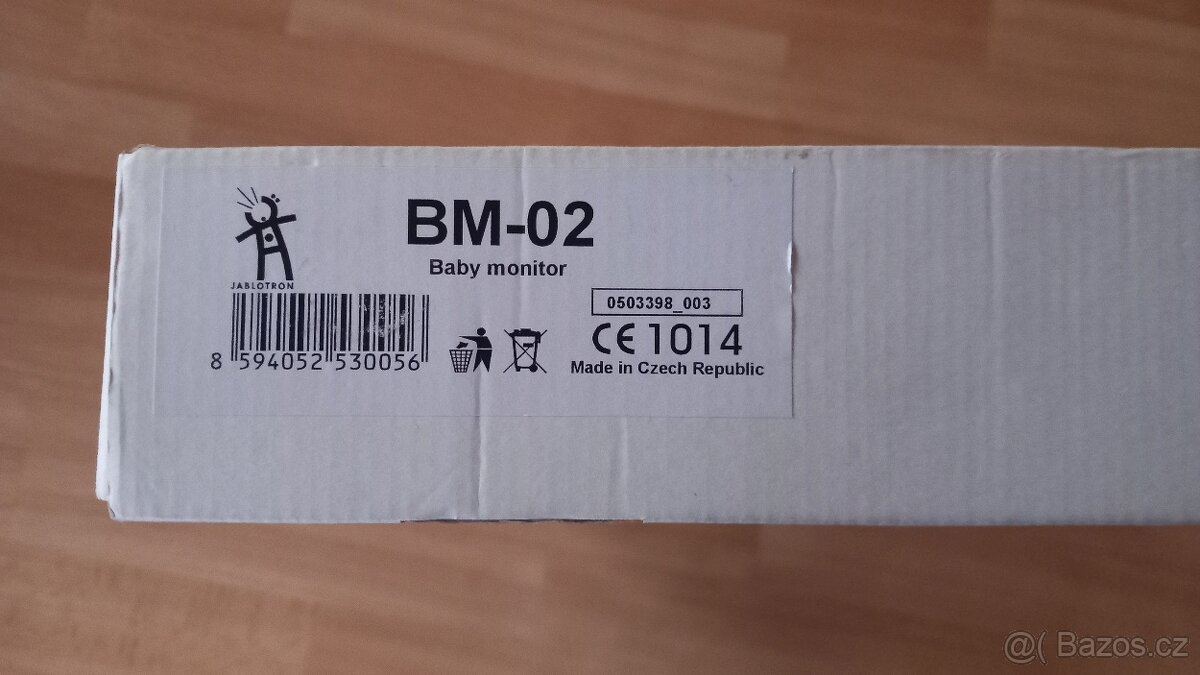 BM-02
Baby monitor
JABLOTRON
0503398_003
8 594052 530056
CE 1014
Made in Czech Republic
@( Bazos.cz